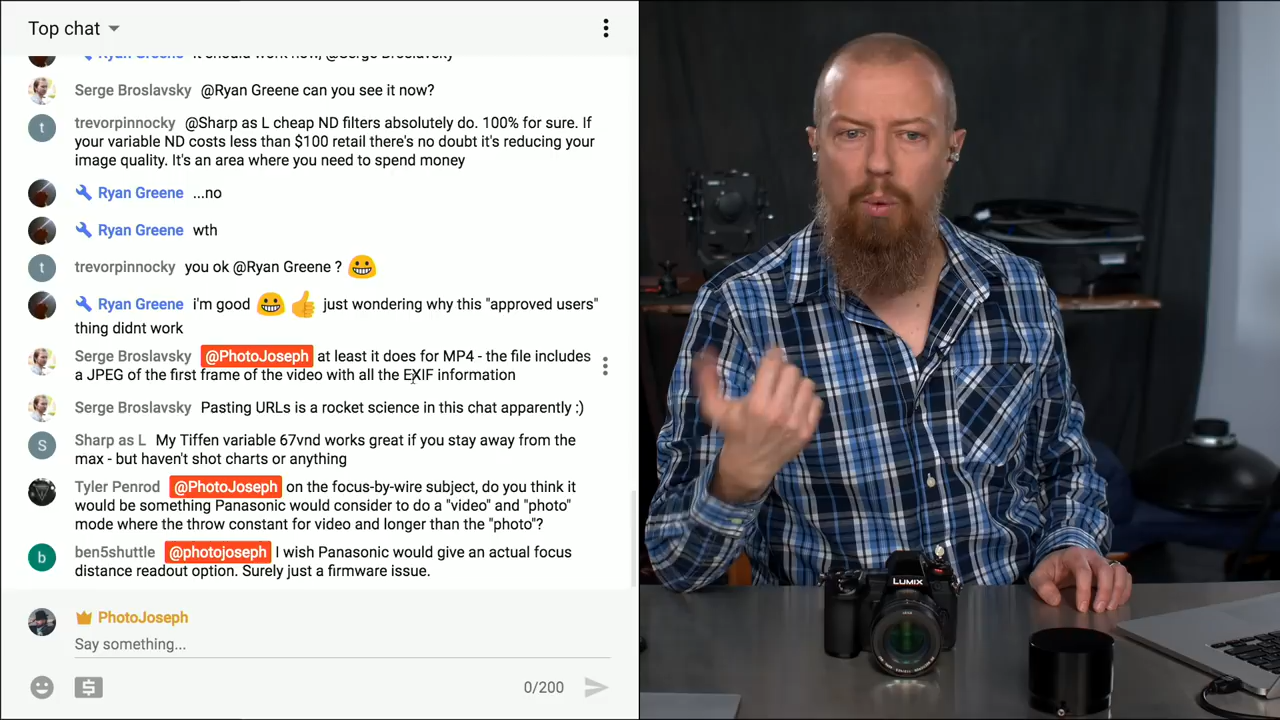 Top chat
Ryan Greene it should work now, @Serge Broslavsky
Serge Broslavsky @Ryan Greene can you see it now?
trevorpinnocky @Sharp as L cheap ND filters absolutely do. 100% for sure. If
your variable ND costs less than $100 retail there's no doubt it's reducing your
image quality. It's an area where you need to spend money
Ryan Greene ...no
Ryan Greene wth
trevorpinnocky you ok @Ryan Greene ? 😀
Ryan Greene i'm good 😀 👍 just wondering why this "approved users"
thing didnt work
Serge Broslavsky @PhotoJoseph at least it does for MP4 - the file includes
a JPEG of the first frame of the video with all the EXIF information
Serge Broslavsky Pasting URLs is a rocket science in this chat apparently :)
Sharp as L My Tiffen variable 67vnd works great if you stay away from the
max - but haven't shot charts or anything
Tyler Penrod @PhotoJoseph on the focus-by-wire subject, do you think it
would be something Panasonic would consider to do a "video" and "photo"
mode where the throw constant for video and longer than the "photo"?
ben5shuttle @photojoseph I wish Panasonic would give an actual focus
distance readout option. Surely just a firmware issue.
PhotoJoseph
Say something...
0/200
LUMIX